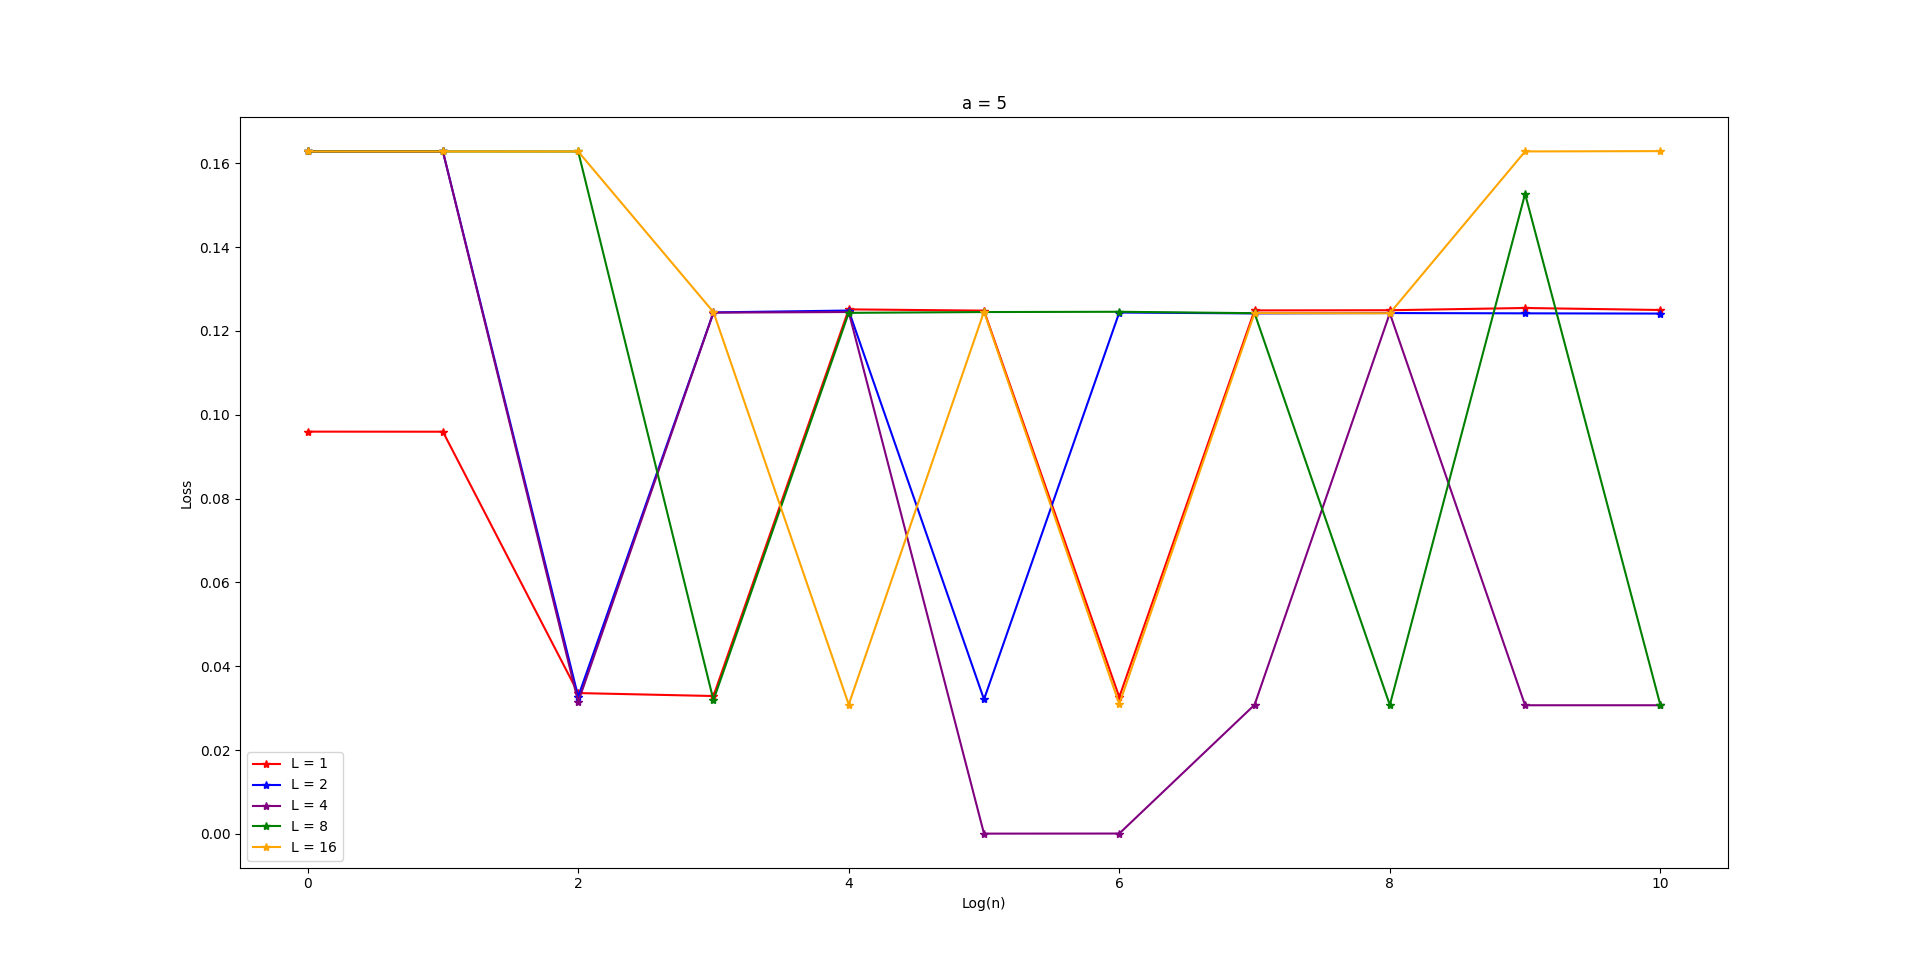 a = 5
0.16
0.14
0.12
0.10
0.08
0.06
0.04
0.02
0.00
Loss
L = 1
L = 2
L = 4
L = 8
L = 16
0 2 4 6 8 10
Log(n)